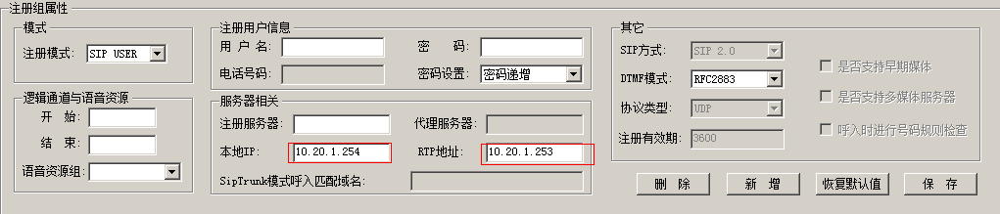 注册组属性
模式
注册模式: SIP USER
逻辑通道与语音资源
开 始:
结 束:
语音资源组:
注册用户信息
用 户 名: 密 码:
电话号码: 密码设置: 密码递增
服务器相关
注册服务器: 代理服务器:
本地IP: 10.20.1.254 RTP地址: 10.20.1.253
SipTrunk模式呼入匹配域名:
其它
SIP方式: SIP 2.0 是否支持早期媒体
DTMF模式: RFC2883 是否支持多媒体服务器
协议类型: UDP 呼入时进行号码规则检查
注册有效期: 3600
删 除 新 增 恢复默认值 保 存